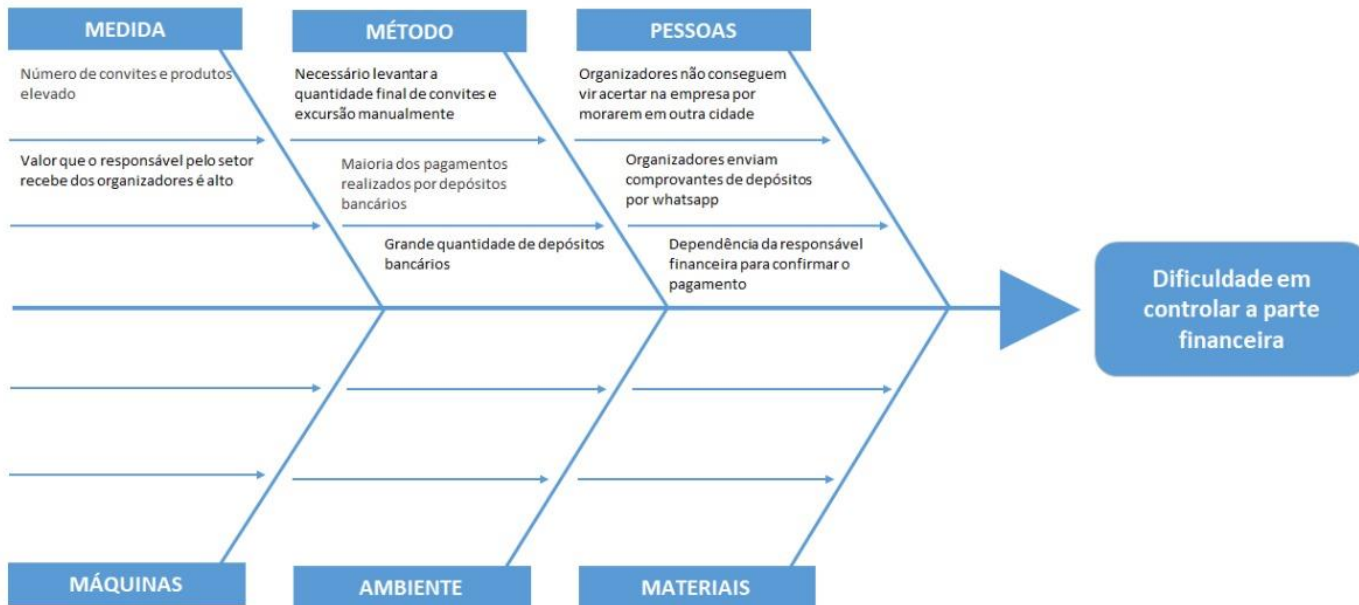 MEDIDA
MÉTODO
PESSOAS
Número de convites e produtos
elevado
Valor que o responsável pelo setor
recebe dos organizadores é alto
Necessário levantar a
quantidade final de convites e
excursão manualmente
Maioria dos pagamentos
realizados por depósitos
bancários
Grande quantidade de depósitos
bancários
Organizadores não conseguem
vir acertar na empresa por
morarem em outra cidade
Organizadores enviam
comprovantes de depósitos
por whatsapp
Dependência da responsável
financeira para confirmar o
pagamento
Dificuldade em
controlar a parte
financeira
MÁQUINAS
AMBIENTE
MATERIAIS